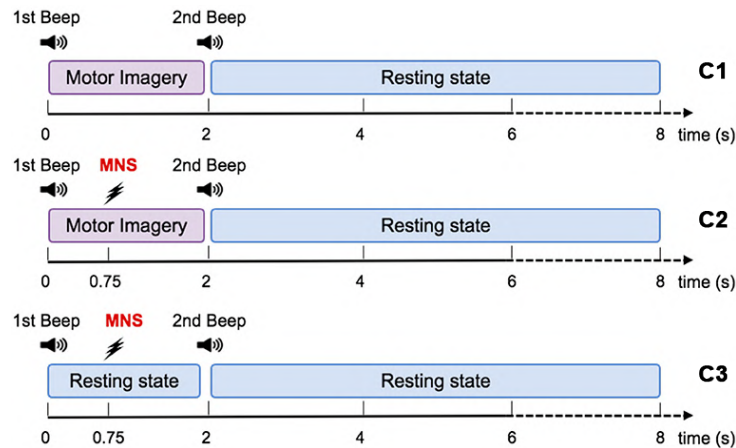 1st Beep 2nd Beep
Motor Imagery Resting state C1
0 2 4 6 8 time (s)
1st Beep MNS 2nd Beep
Motor Imagery Resting state C2
0 0.75 2 4 6 8 time (s)
1st Beep MNS 2nd Beep
Resting state Resting state C3
0 0.75 2 4 6 8 time (s)